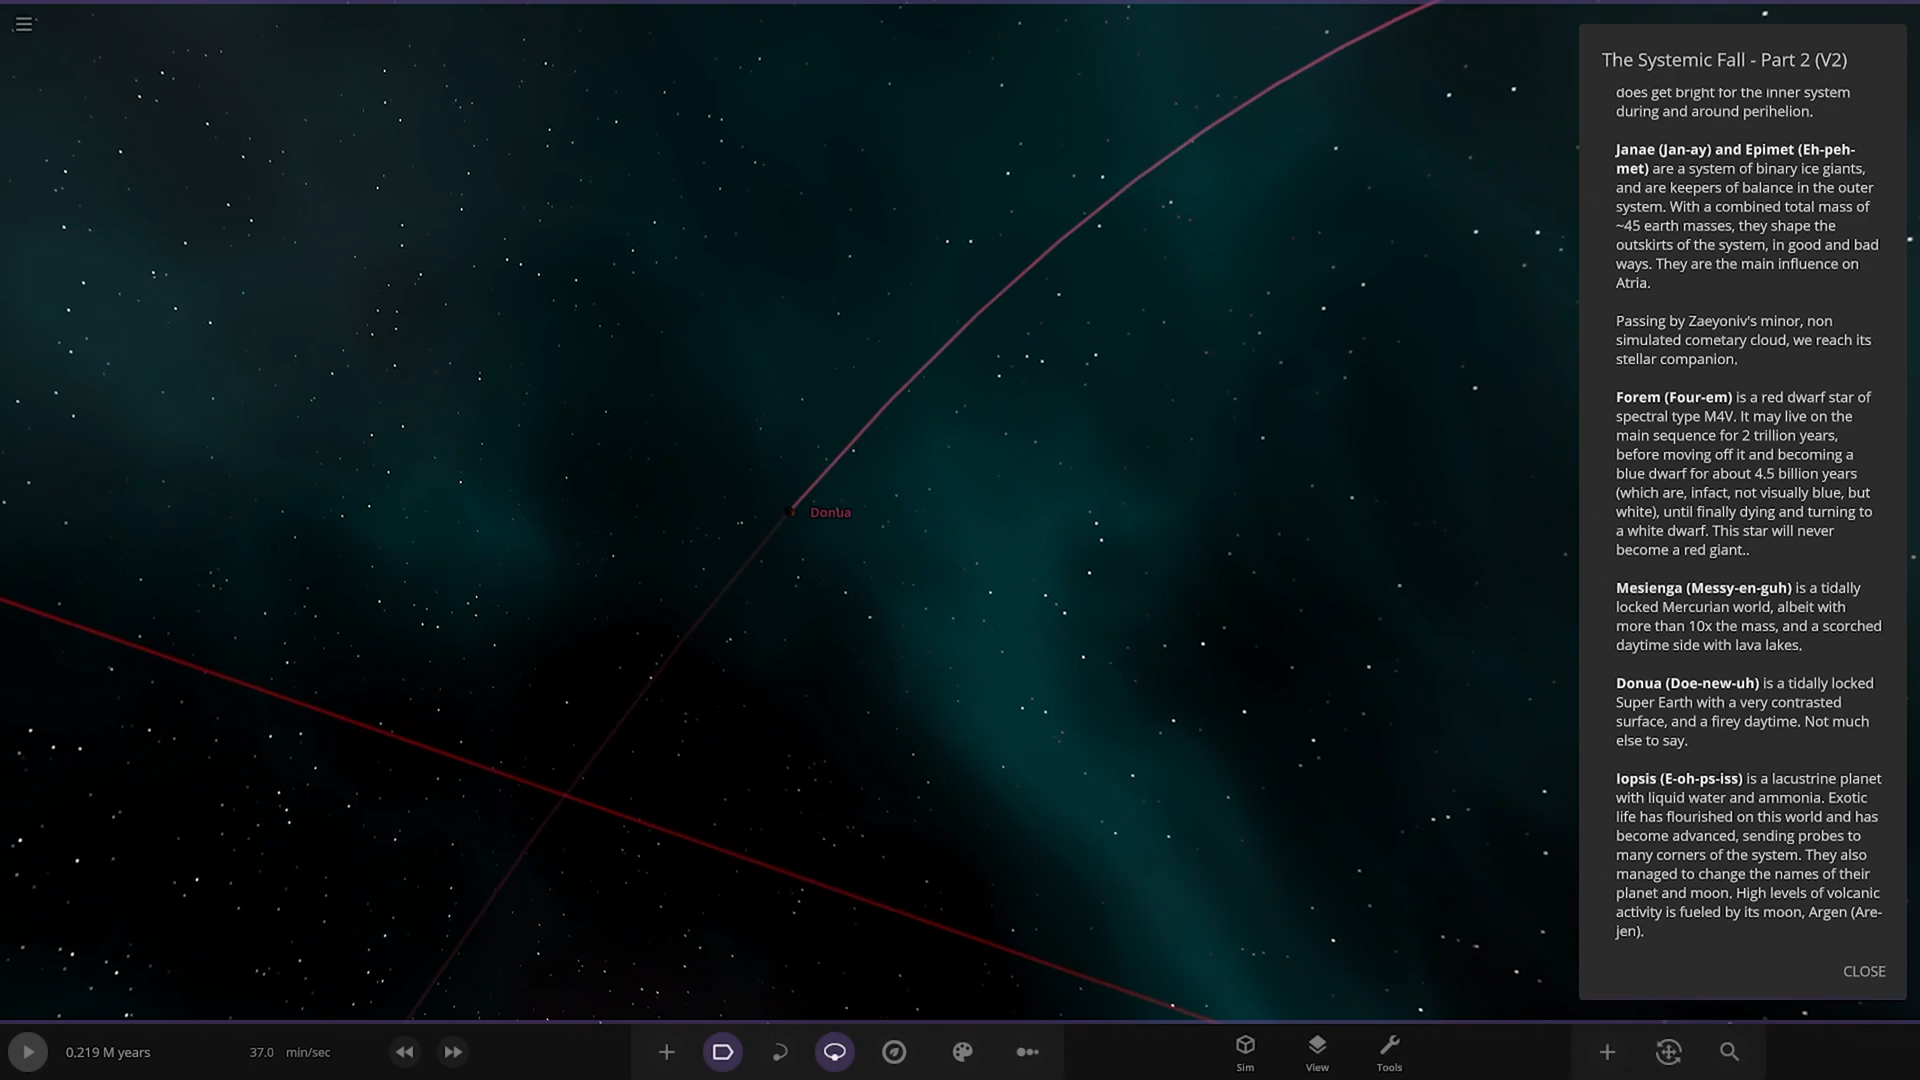 The Systemic Fall - Part 2 (V2)
does get bright for the inner system
during and around perihelion.
Janae (Jan-ay) and Epimet (Eh-peh-
met) are a system of binary ice giants,
and are keepers of balance in the outer
system. With a combined total mass of
~45 earth masses, they shape the
outskirts of the system, in good and bad
ways. They are the main influence on
Atria.
Passing by Zaeyoniv's minor, non
simulated cometary cloud, we reach its
stellar companion.
Forem (Four-em) is a red dwarf star of
spectral type M4V. It may live on the
main sequence for 2 trillion years,
before moving off it and becoming a
blue dwarf for about 4.5 billion years
(which are, infact, not visually blue, but
white), until finally dying and turning to
a white dwarf. This star will never
become a red giant..
Mesienga (Messy-en-guh) is a tidally
locked Mercurian world, albeit with
more than 10x the mass, and a scorched
daytime side with lava lakes.
Donua (Doe-new-uh) is a tidally locked
Super Earth with a very contrasted
surface, and a firey daytime. Not much
else to say.
Iopsis (E-oh-ps-iss) is a lacustrine planet
with liquid water and ammonia. Exotic
life has flourished on this world and has
become advanced, sending probes to
many corners of the system. They also
managed to change the names of their
planet and moon. High levels of volcanic
activity is fueled by its moon, Argen (Are-
jen).
CLOSE
Donua
0.219 M years
37.0 min/sec
Sim
View
Tools